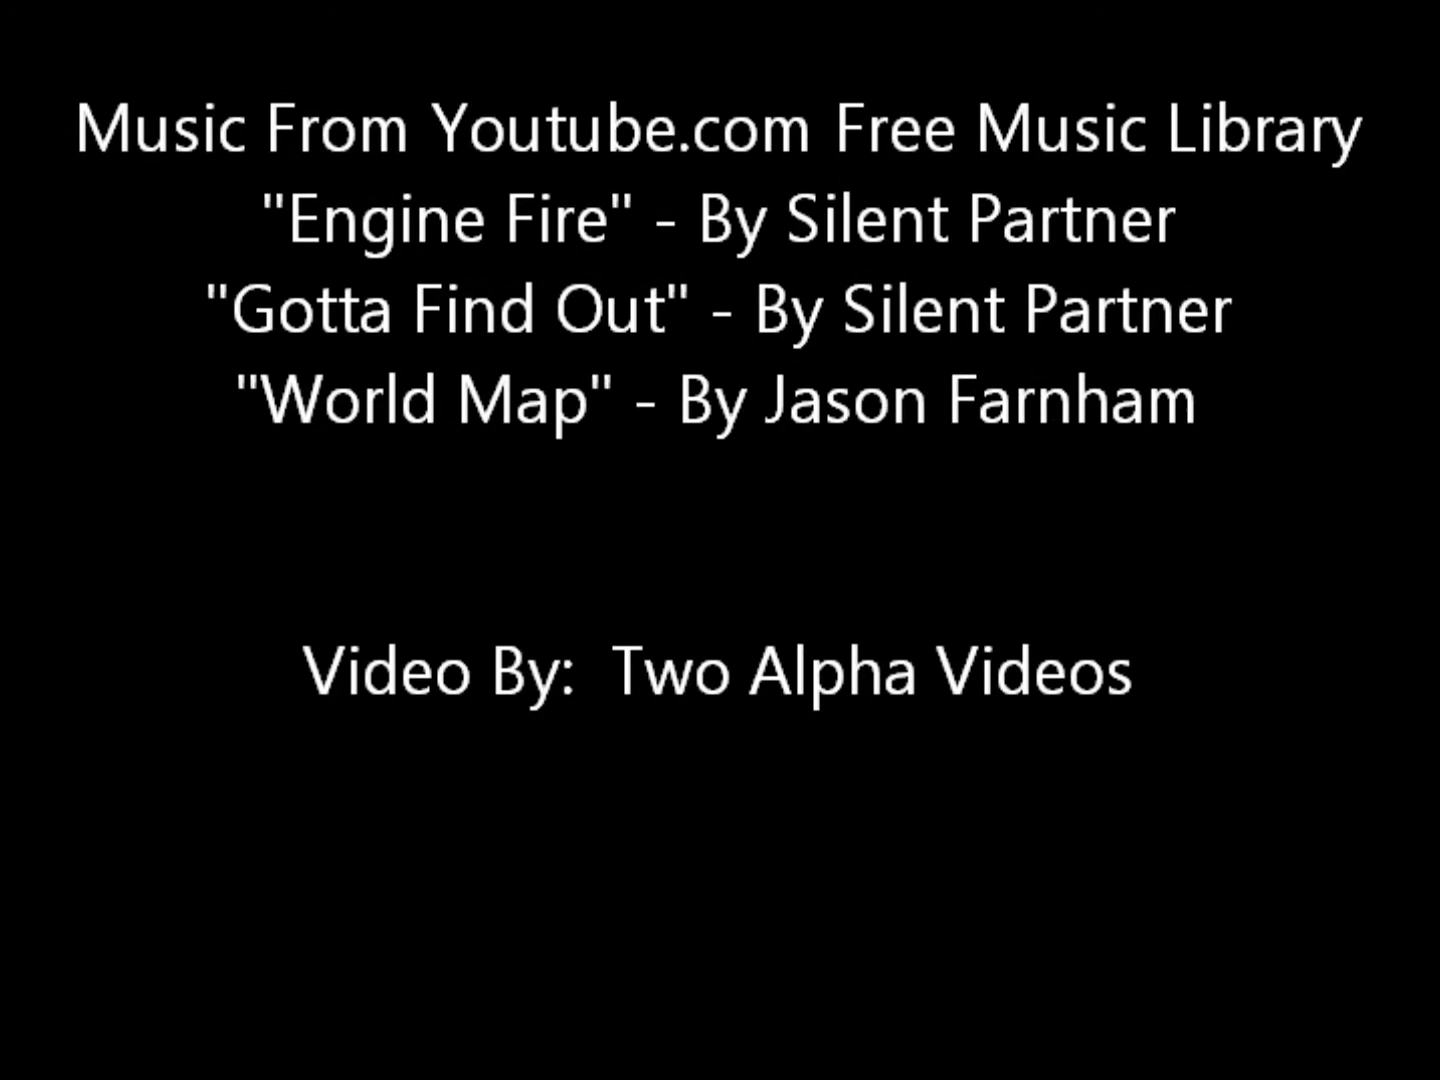 Music From Youtube.com Free Music Library
"Engine Fire" - By Silent Partner
"Gotta Find Out" - By Silent Partner
"World Map" - By Jason Farnham
Video By:  Two Alpha Videos